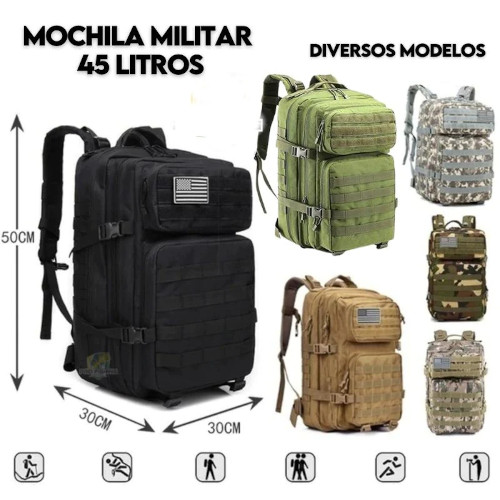 MOCHILA MILITAR
45 LITROS
DIVERSOS MODELOS
50CM
30CM
30CM